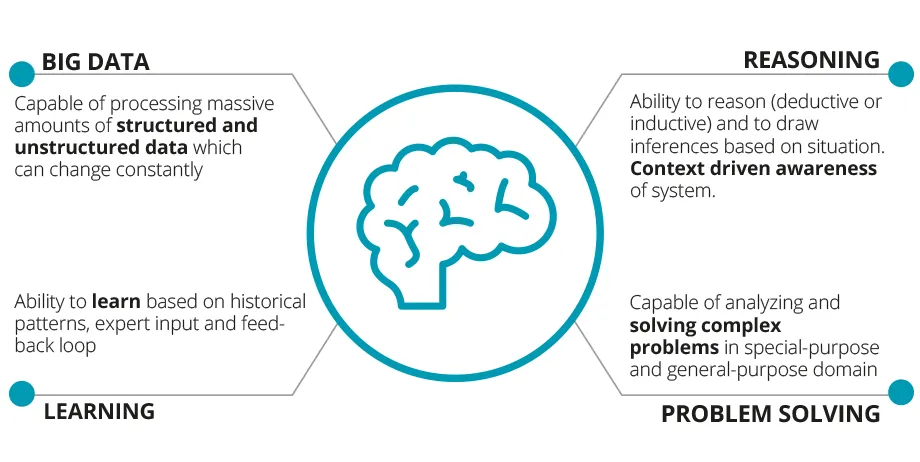 BIG DATA
Capable of processing massive
amounts of structured and
unstructured data which
can change constantly
REASONING
Ability to reason (deductive or
inductive) and to draw
inferences based on situation.
Context driven awareness
of system.
Ability to learn based on historical
patterns, expert input and feed-
back loop
LEARNING
Capable of analyzing and
solving complex
problems in special-purpose
and general-purpose domain
PROBLEM SOLVING